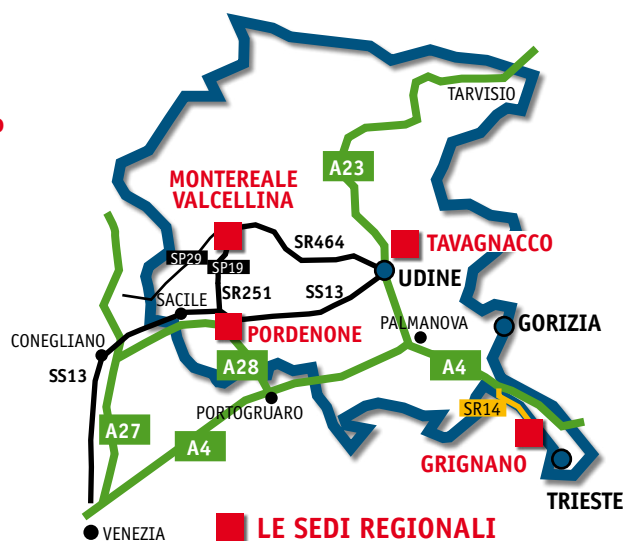 TARVISIO
A23
MONTEREALE
VALCELLINA
SR464
TAVAGNACCO
SP29
SP19
UDINE
SACILE
SR251
SS13
CONEGLIANO
PORDENONE
PALMANOVA
GORIZIA
SS13
A28
A4
PORTOGRUARO
SR14
A27
A4
GRIGNANO
TRIESTE
VENEZIA
LE SEDI REGIONALI